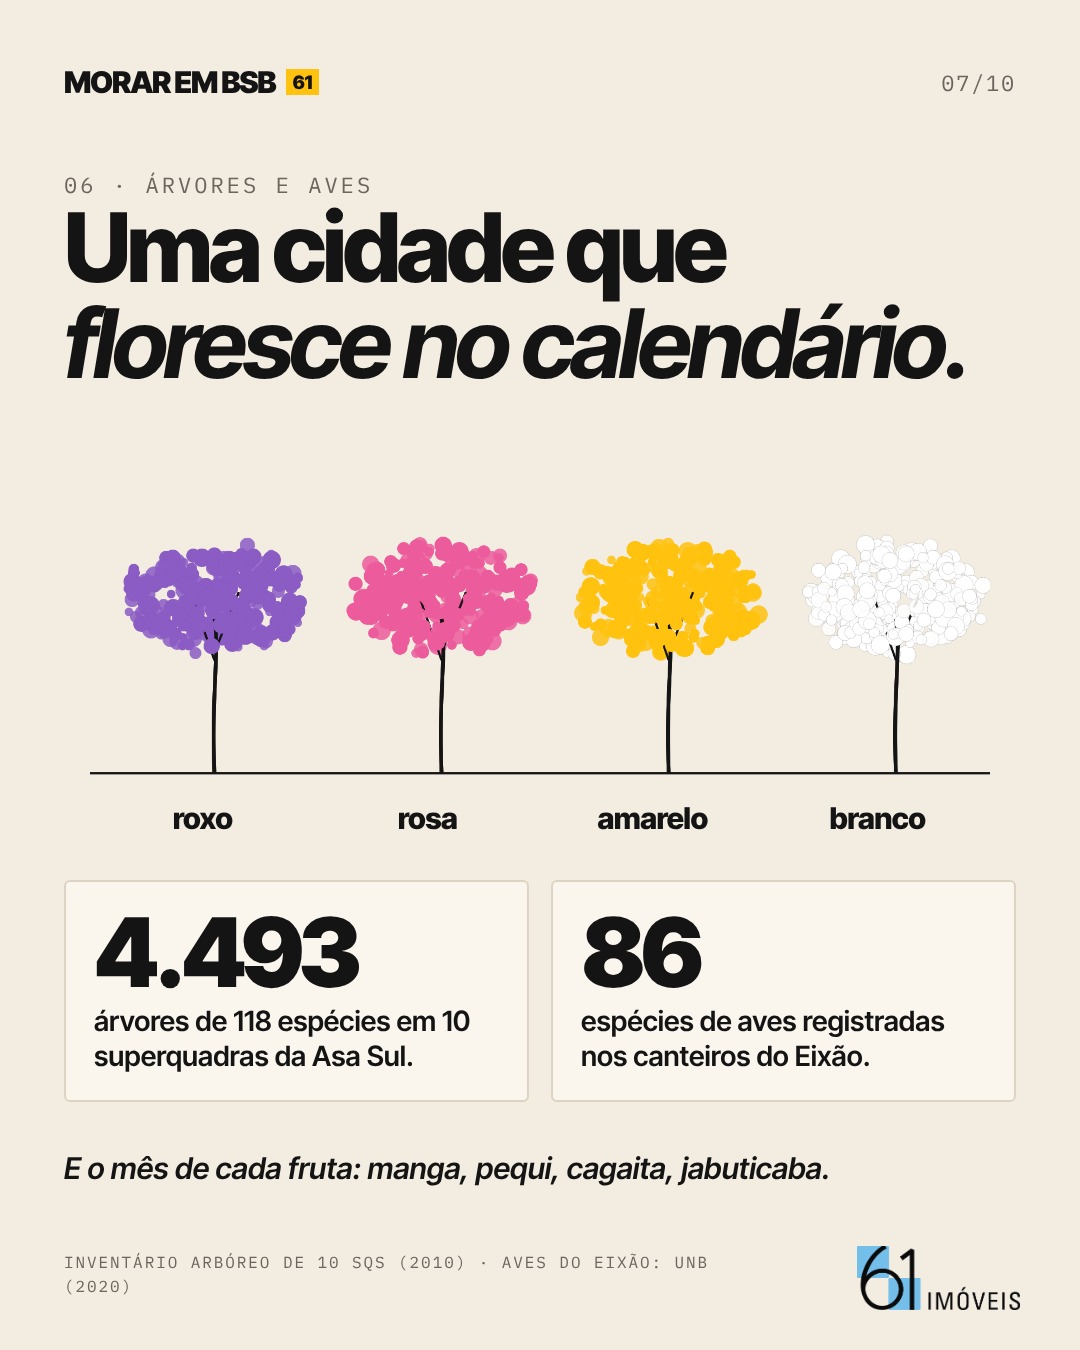 MORAR EM BSB 61
07/10
06 · ÁRVORES E AVES
Uma cidade que
floresce no calendário.
roxo rosa amarelo branco
4.493
árvores de 118 espécies em 10
superquadras da Asa Sul.
86
espécies de aves registradas
nos canteiros do Eixão.
E o mês de cada fruta: manga, pequi, cagaita, jabuticaba.
INVENTÁRIO ARBÓREO DE 10 SQS (2010) · AVES DO EIXÃO: UNB
(2020)
61 IMÓVEIS